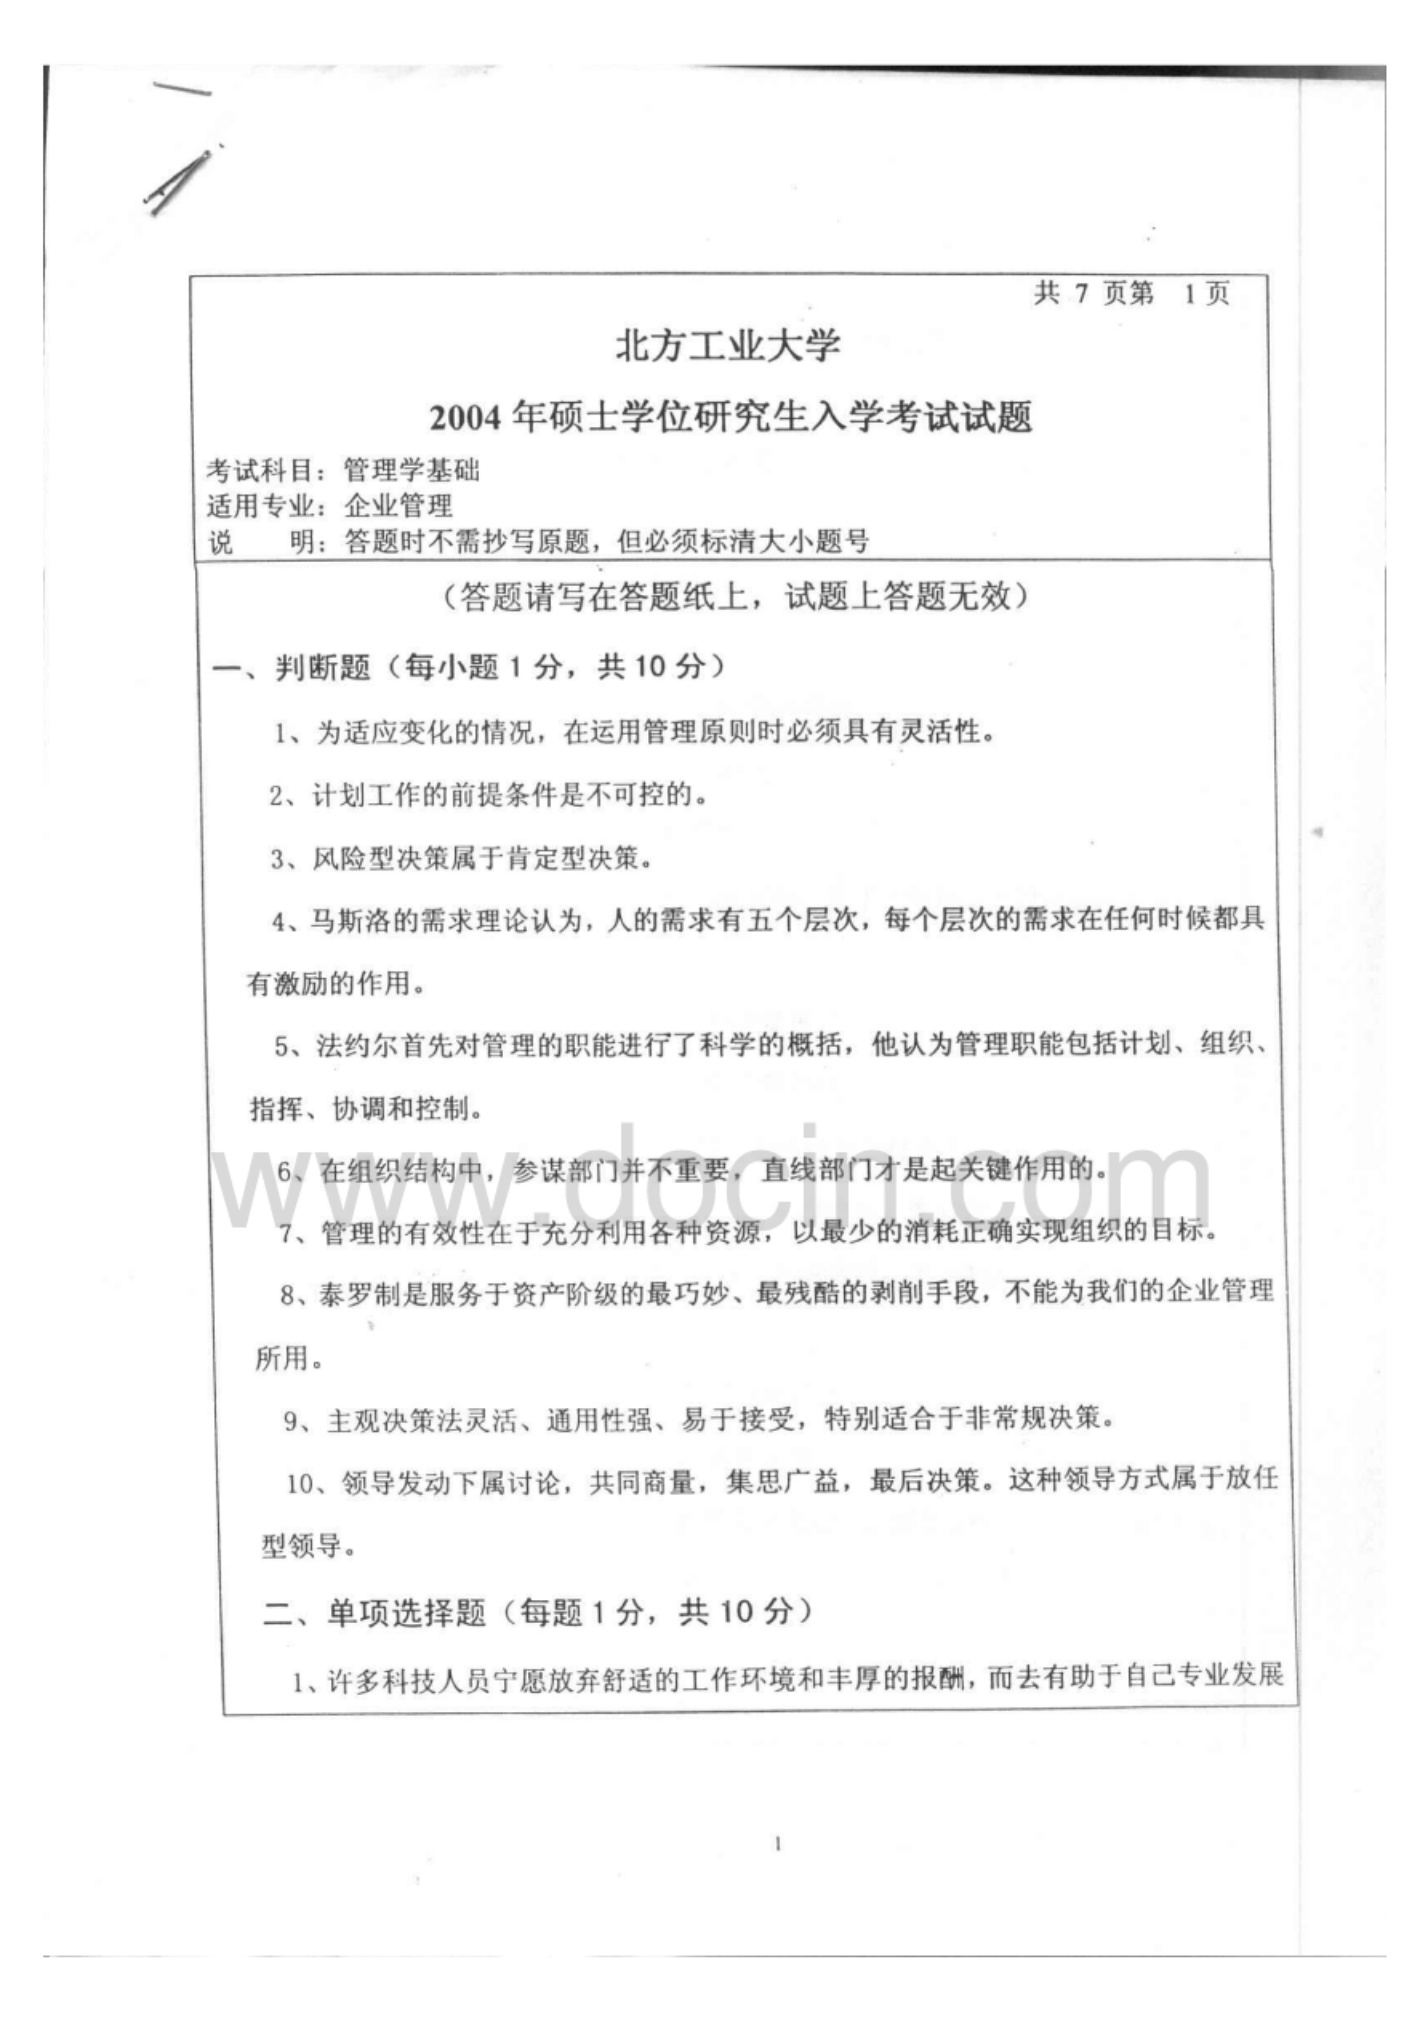 共 7 页第 1 页
北方工业大学
2004 年硕士学位研究生入学考试试题
考试科目：管理学基础
适用专业：企业管理
说 明：答题时不需抄写原题，但必须标清大小题号
（答题请写在答题纸上，试题上答题无效）
一、判断题（每小题 1 分，共 10 分）
1、为适应变化的情况，在运用管理原则时必须具有灵活性。
2、计划工作的前提条件是不可控的。
3、风险型决策属于肯定型决策。
4、马斯洛的需求理论认为，人的需求有五个层次，每个层次的需求在任何时候都具
有激励的作用。
5、法约尔首先对管理的职能进行了科学的概括，他认为管理职能包括计划、组织、
指挥、协调和控制。
6、在组织结构中，参谋部门并不重要，直线部门才是起关键作用的。
www.docin.com
7、管理的有效性在于充分利用各种资源，以最少的消耗正确实现组织的目标。
8、泰罗制是服务于资产阶级的最巧妙、最残酷的剥削手段，不能为我们的企业管理
所用。
9、主观决策法灵活、通用性强、易于接受，特别适合于非常规决策。
10、领导发动下属讨论，共同商量，集思广益，最后决策。这种领导方式属于放任
型领导。
二、单项选择题（每题 1 分，共 10 分）
1、许多科技人员宁愿放弃舒适的工作环境和丰厚的报酬，而去有助于自己专业发展
1